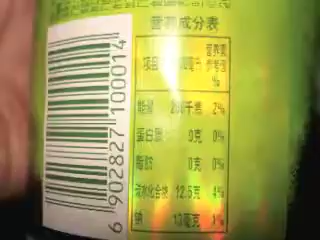 营养成分表
项目 营养素参考值%
能量 千焦 2%
蛋白质 0克 0%
脂肪 0克 0%
碳水化合物 12.5克 4%
钠 毫克 1%
6 902827 100014